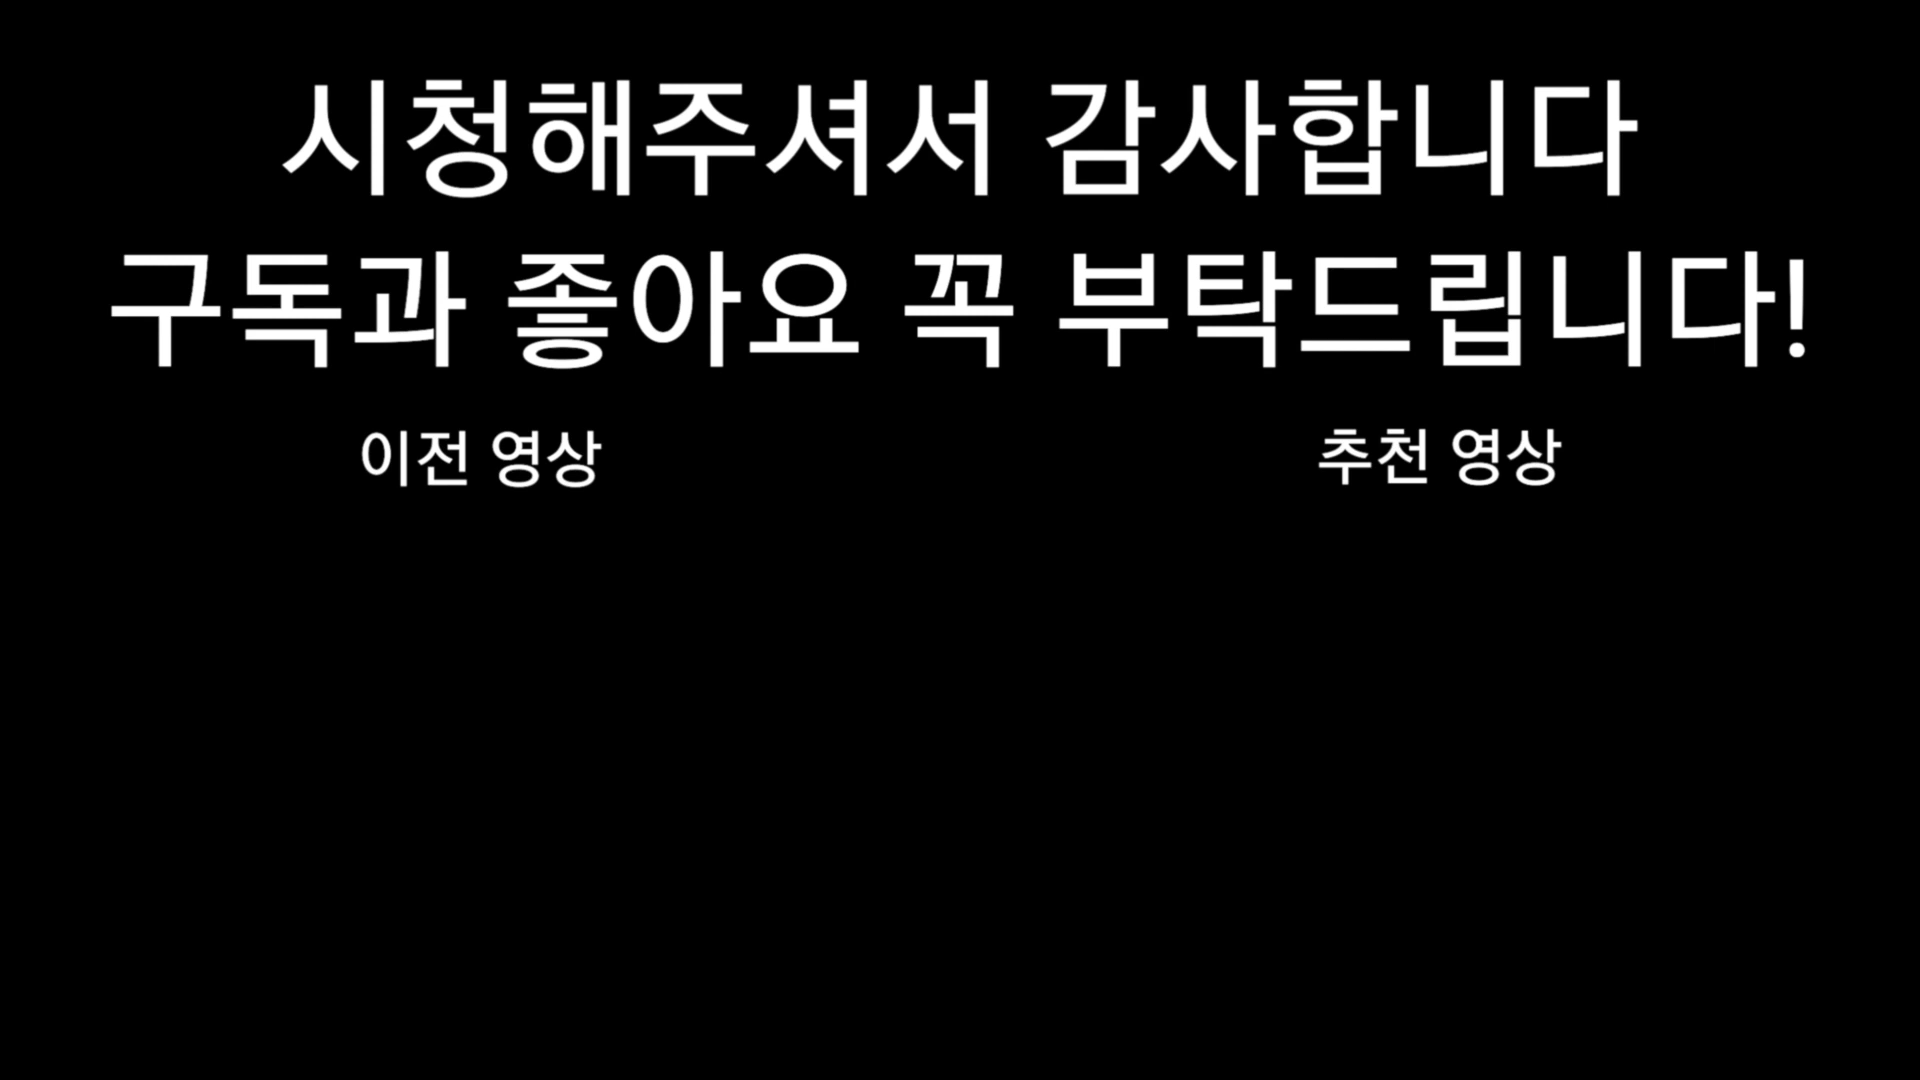 시청해주셔서 감사합니다
구독과 좋아요 꼭 부탁드립니다!
이전 영상
추천 영상